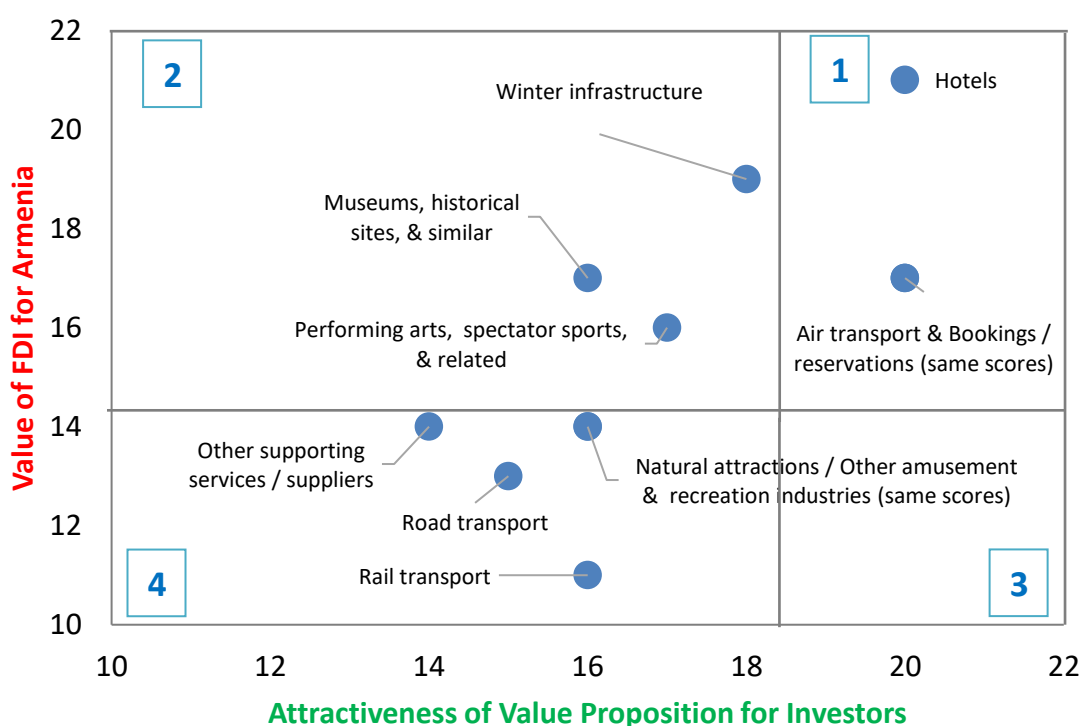 22
20
18
16
14
12
10
Value of FDI for Armenia
2
1
Hotels
Winter infrastructure
Museums, historical
sites, & similar
Performing arts, spectator sports,
& related
Air transport & Bookings /
reservations (same scores)
Other supporting
services / suppliers
Natural attractions / Other amusement
& recreation industries (same scores)
Road transport
Rail transport
4
3
10 12 14 16 18 20 22
Attractiveness of Value Proposition for Investors